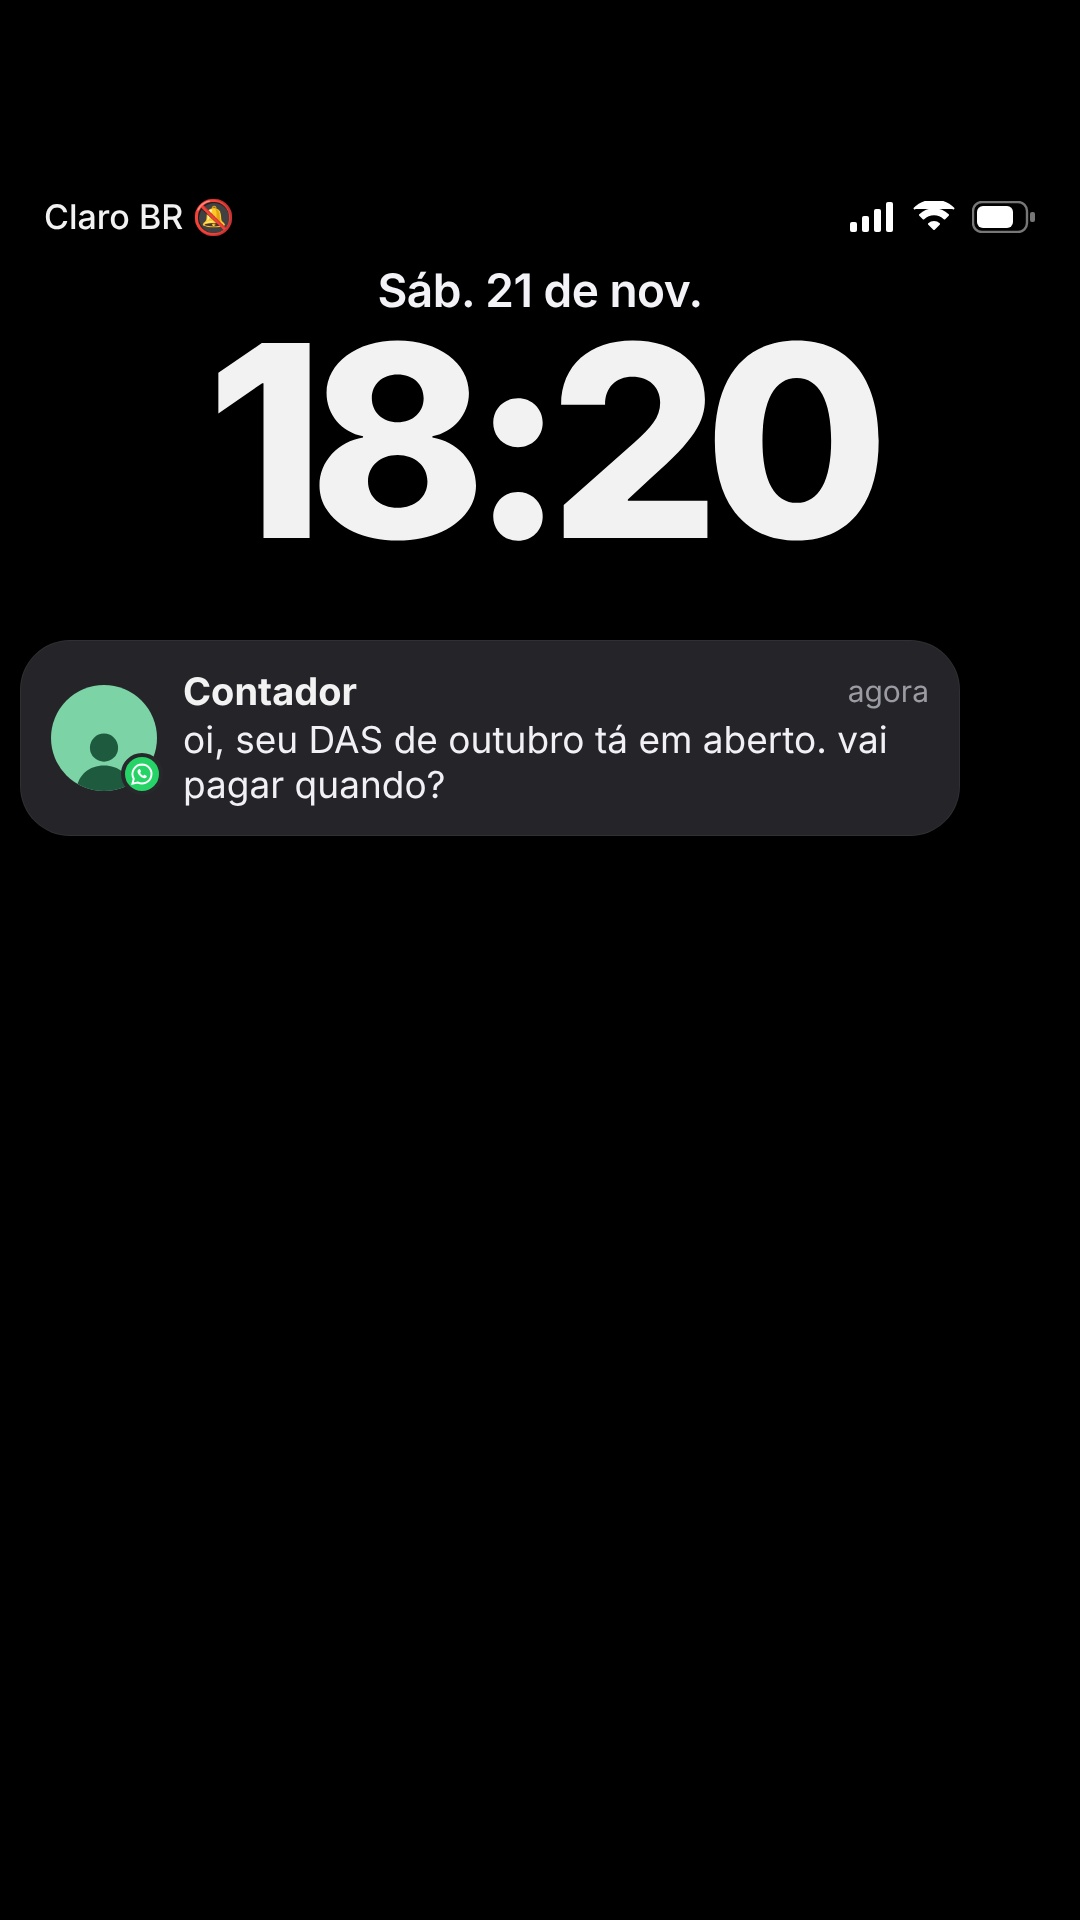 Claro BR
Sáb. 21 de nov.
18:20
Contador
agora
oi, seu DAS de outubro tá em aberto. vai
pagar quando?